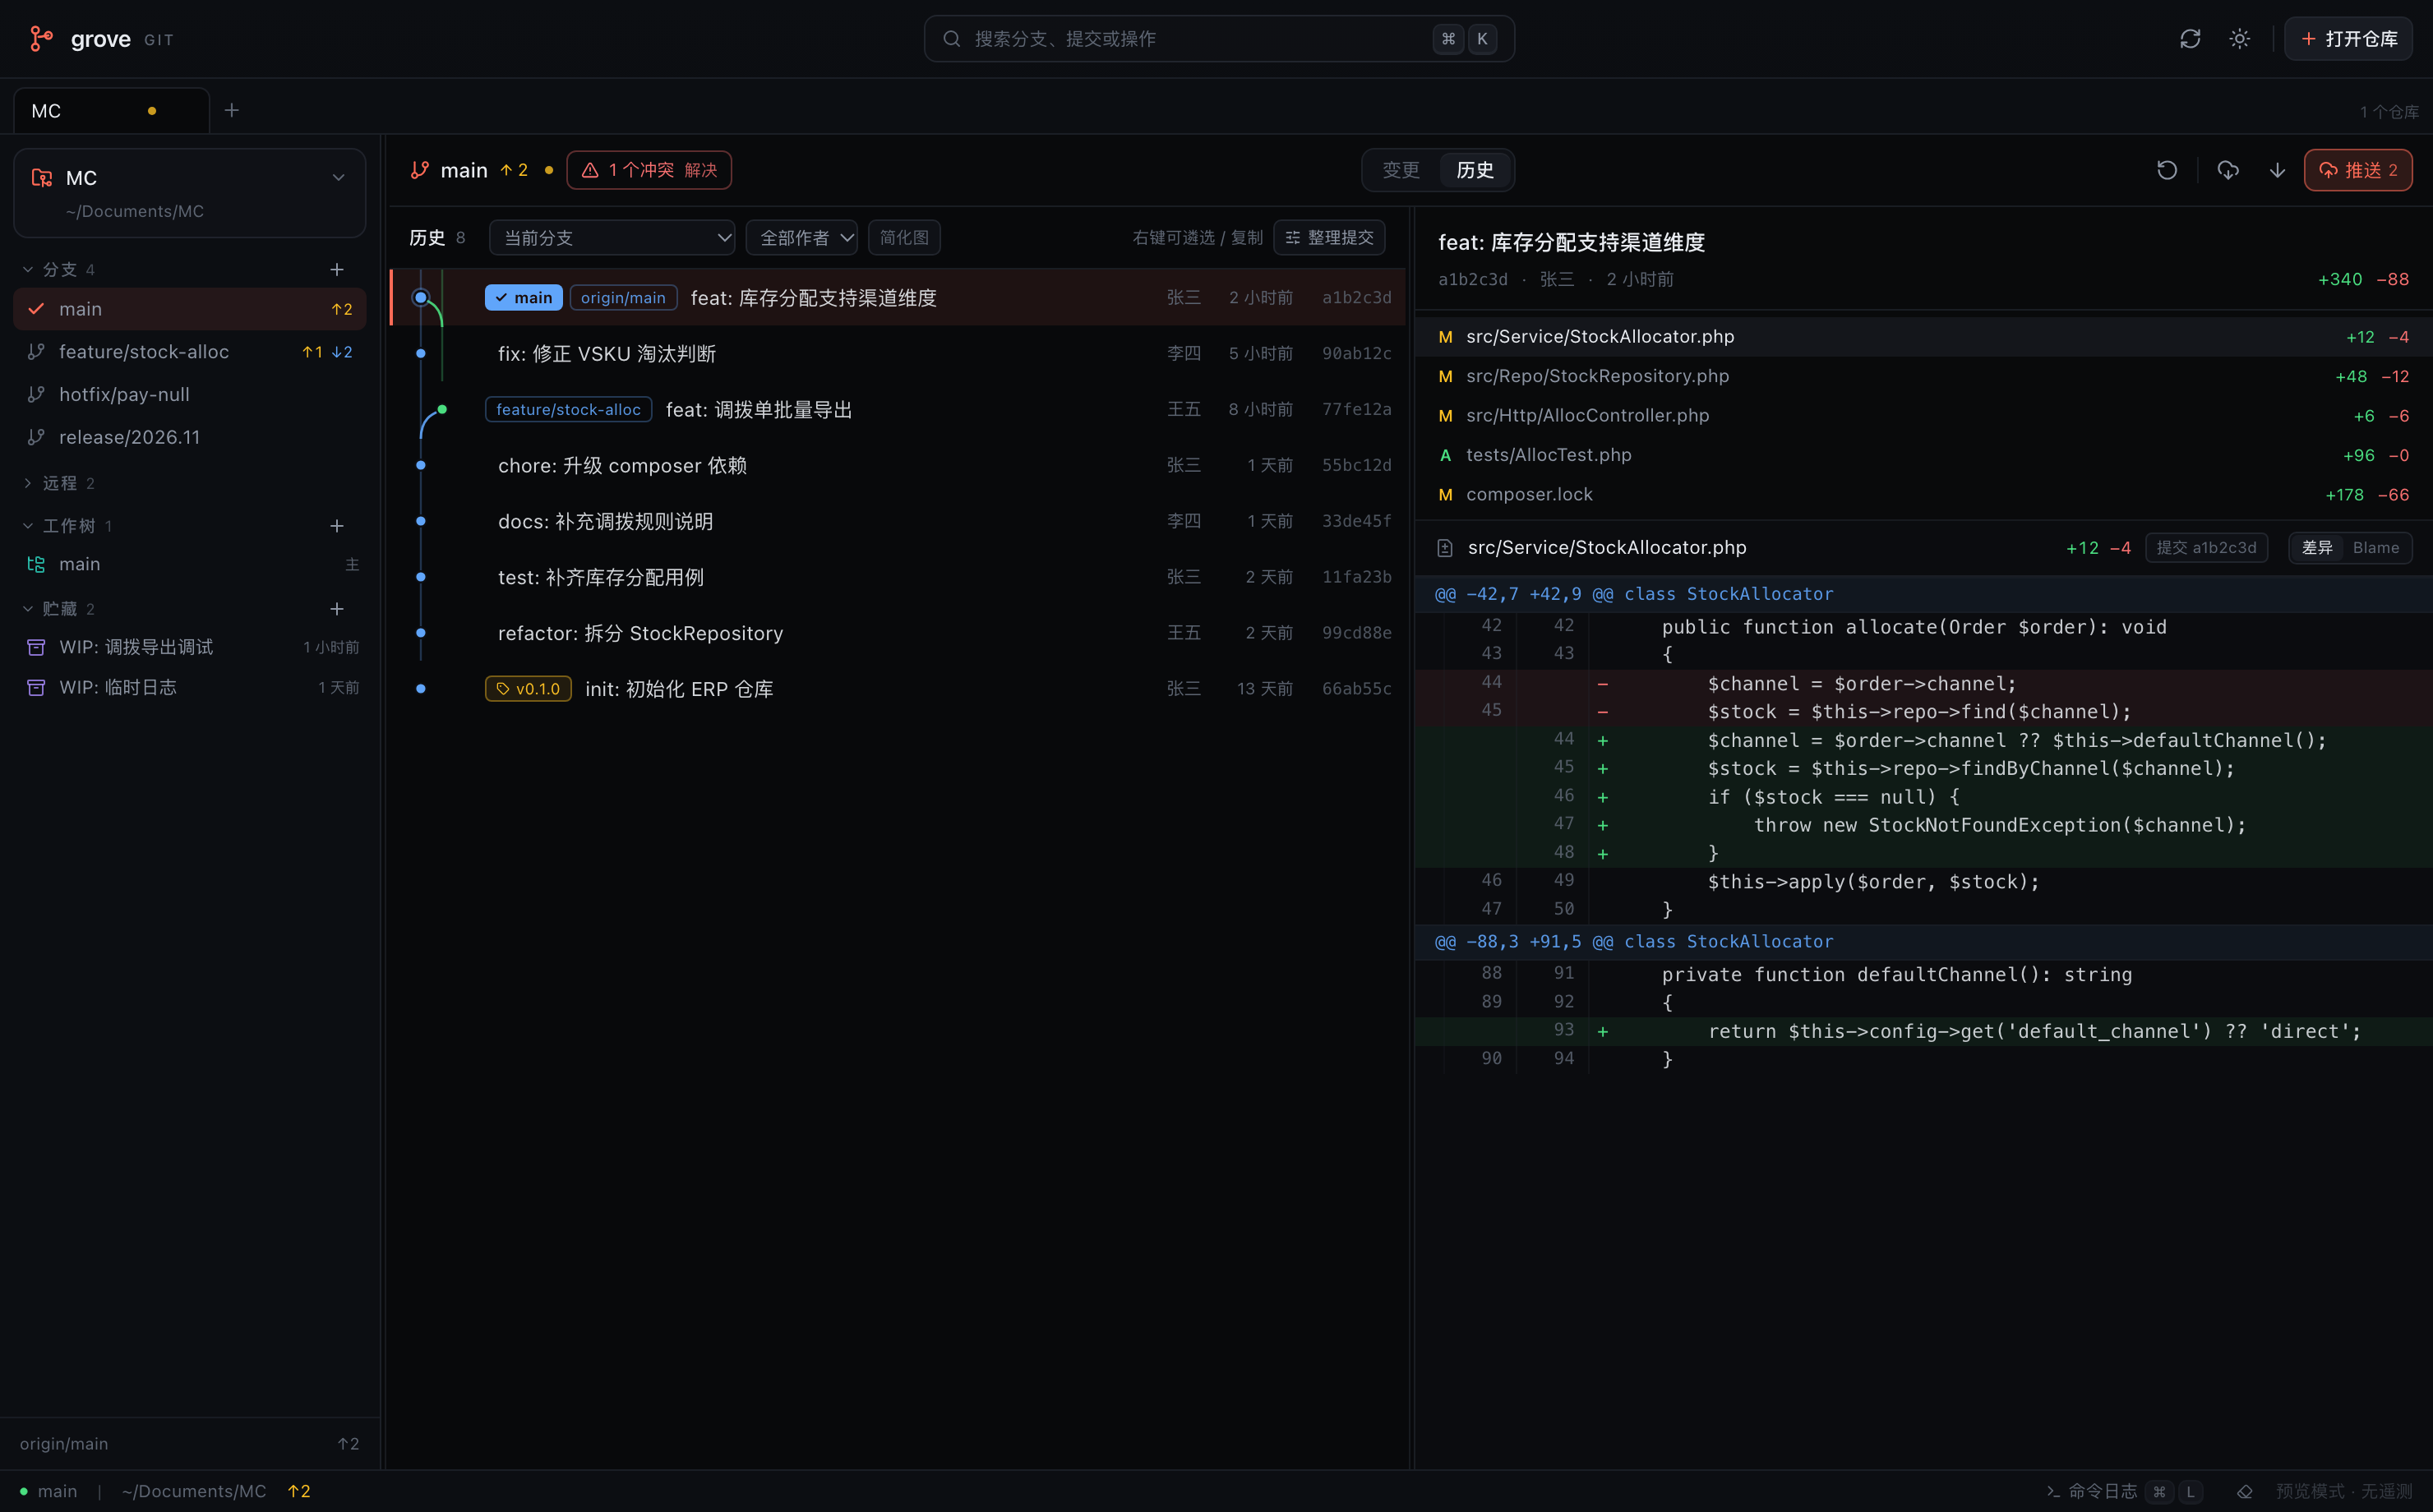 grove GIT
搜索分支、提交或操作 ⌘ K
+ 打开仓库
MC
+
1 个仓库
MC
~/Documents/MC
分支 4 +
main ↑2
feature/stock-alloc ↑1 ↓2
hotfix/pay-null
release/2026.11
远程 2
工作树 1 +
main 主
贮藏 2 +
WIP: 调拨导出调试 1 小时前
WIP: 临时日志 1 天前
origin/main ↑2
main ↑ 2 1 个冲突 解决
变更 历史
推送 2
历史 8 当前分支 全部作者 简化图 右键可遴选 / 复制 整理提交
main origin/main feat: 库存分配支持渠道维度 张三 2 小时前 a1b2c3d
fix: 修正 VSKU 淘汰判断 李四 5 小时前 90ab12c
feature/stock-alloc feat: 调拨单批量导出 王五 8 小时前 77fe12a
chore: 升级 composer 依赖 张三 1 天前 55bc12d
docs: 补充调拨规则说明 李四 1 天前 33de45f
test: 补齐库存分配用例 张三 2 天前 11fa23b
refactor: 拆分 StockRepository 王五 2 天前 99cd88e
v0.1.0 init: 初始化 ERP 仓库 张三 13 天前 66ab55c
feat: 库存分配支持渠道维度
a1b2c3d · 张三 · 2 小时前 +340 −88
M src/Service/StockAllocator.php +12 −4
M src/Repo/StockRepository.php +48 −12
M src/Http/AllocController.php +6 −6
A tests/AllocTest.php +96 −0
M composer.lock +178 −66
src/Service/StockAllocator.php +12 −4 提交 a1b2c3d 差异 Blame
@@ −42,7 +42,9 @@ class StockAllocator
42 42 public function allocate(Order $order): void
43 43 {
44 − $channel = $order->channel;
45 − $stock = $this->repo->find($channel);
44 + $channel = $order->channel ?? $this->defaultChannel();
45 + $stock = $this->repo->findByChannel($channel);
46 + if ($stock === null) {
47 + throw new StockNotFoundException($channel);
48 + }
46 49 $this->apply($order, $stock);
47 50 }
@@ −88,3 +91,5 @@ class StockAllocator
88 91 private function defaultChannel(): string
89 92 {
93 + return $this->config->get('default_channel') ?? 'direct';
90 94 }
main | ~/Documents/MC ↑2
命令日志 ⌘ L 预览模式 · 无遥测